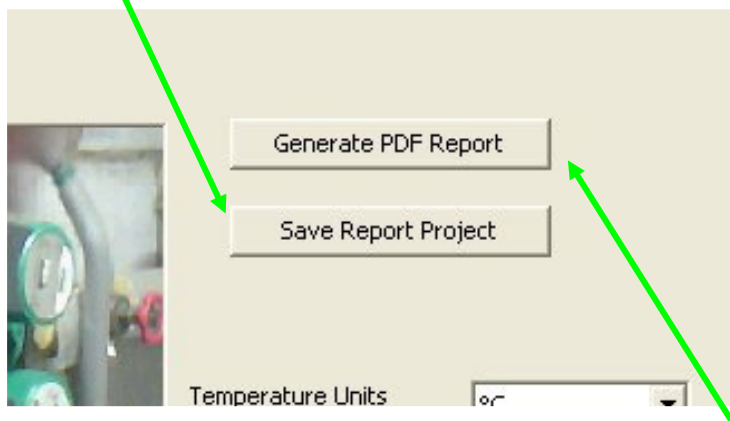 Generate PDF Report
Save Report Project
Temperature Units
°C